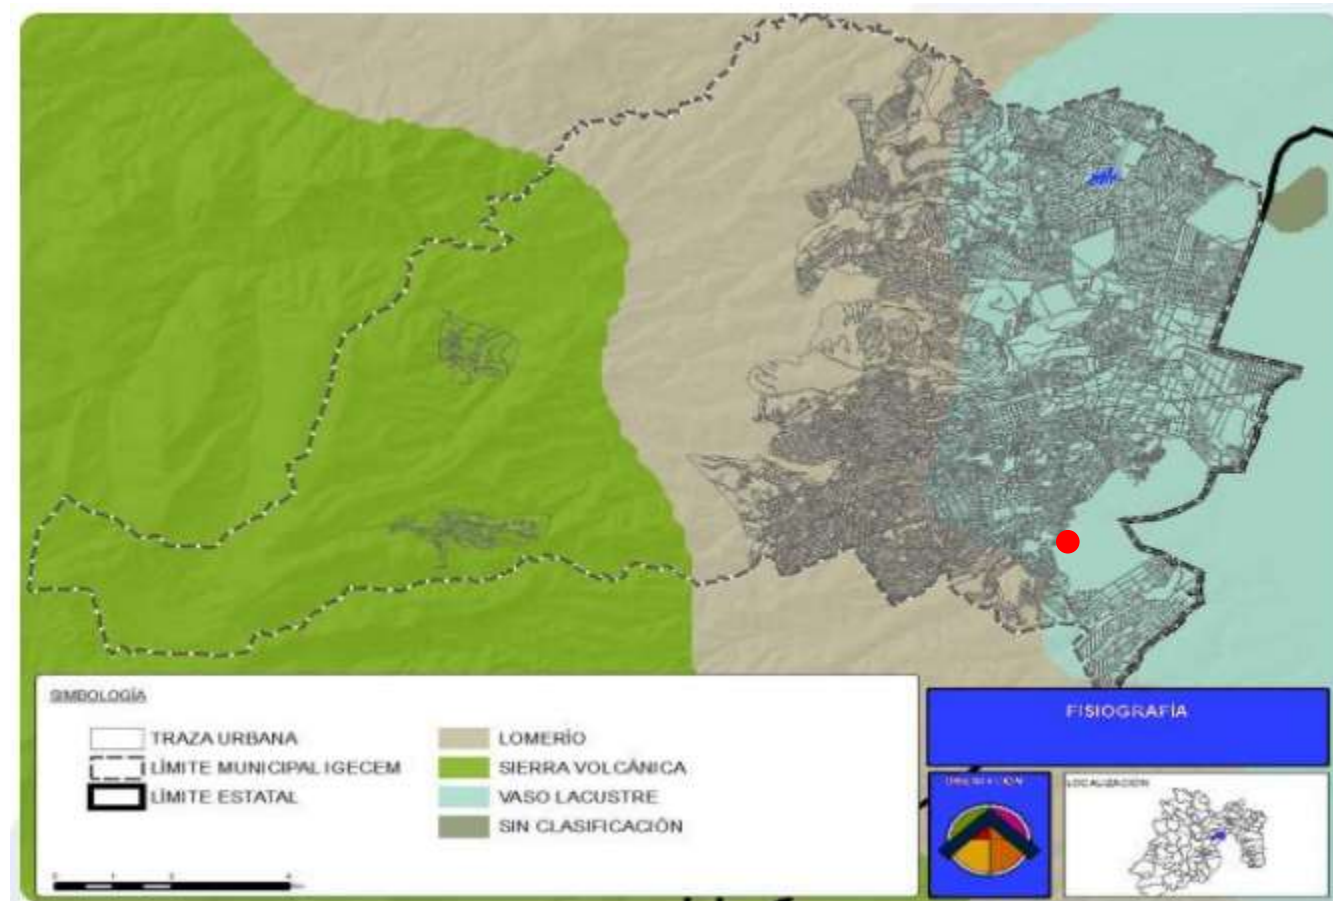 SIMBOLOGÍA
TRAZA URBANA
LÍMITE MUNICIPAL IGECEM
LÍMITE ESTATAL
LOMERÍO
SIERRA VOLCÁNICA
VASO LACUSTRE
SIN CLASIFICACIÓN
FISIOGRAFÍA
LOCALIZACIÓN